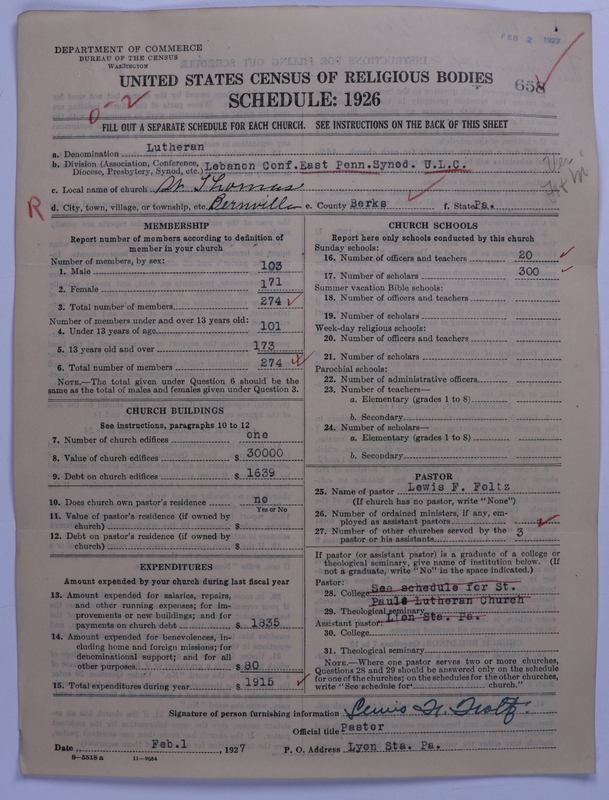 FEB 2 1927
DEPARTMENT OF COMMERCE
BUREAU OF THE CENSUS
WASHINGTON
UNITED STATES CENSUS OF RELIGIOUS BODIES
658
SCHEDULE: 1926
0-2
FILL OUT A SEPARATE SCHEDULE FOR EACH CHURCH. SEE INSTRUCTIONS ON THE BACK OF THIS SHEET
a. Denomination Lutheran
b. Division (Association, Conference, Diocese, Presbytery, Synod, etc.) Lebanon Conf. East Penn. Synod. U.L.C.
c. Local name of church St. Thomas
R
d. City, town, village, or township, etc. Bernville e. County Berks f. State Pa.
MEMBERSHIP
Report number of members according to definition of
member in your church
Number of members, by sex:
1. Male 103
2. Female 171
3. Total number of members 274
Number of members under and over 13 years old:
4. Under 13 years of age 101
5. 13 years old and over 173
6. Total number of members 274
NOTE.—The total given under Question 6 should be
the same as the total of males and females given under Question 3.
CHURCH BUILDINGS
See instructions, paragraphs 10 to 12
7. Number of church edifices one
8. Value of church edifices $ 30000
9. Debt on church edifices $ 1639
10. Does church own pastor's residence no
Yes or No
11. Value of pastor's residence (if owned by
church) $
12. Debt on pastor's residence (if owned by
church) $
EXPENDITURES
Amount expended by your church during last fiscal year
13. Amount expended for salaries, repairs,
and other running expenses; for im-
provements or new buildings; and for
payments on church debt $ 1835
14. Amount expended for benevolences, in-
cluding home and foreign missions; for
denominational support; and for all
other purposes $ 80
15. Total expenditures during year $ 1915
CHURCH SCHOOLS
Report here only schools conducted by this church
Sunday schools:
16. Number of officers and teachers 20
17. Number of scholars 300
Summer vacation Bible schools:
18. Number of officers and teachers
19. Number of scholars
Week-day religious schools:
20. Number of officers and teachers
21. Number of scholars
Parochial schools:
22. Number of administrative officers
23. Number of teachers—
a. Elementary (grades 1 to 8)
b. Secondary
24. Number of scholars—
a. Elementary (grades 1 to 8)
b. Secondary
PASTOR
25. Name of pastor Lewis F. Foltz
(If church has no pastor, write "None")
26. Number of ordained ministers, if any, em-
ployed as assistant pastors
27. Number of other churches served by the
pastor or his assistants 3
If pastor (or assistant pastor) is a graduate of a college or
theological seminary, give name of institution below. (If
not a graduate, write "No" in the space indicated.)
Pastor:
28. College See schedule for St.
29. Theological seminary Pauls Lutheran Church
Assistant pastor: Lyon Sta. Pa.
30. College
31. Theological seminary
NOTE.—Where one pastor serves two or more churches,
Questions 28 and 29 should be answered only on the schedule
for one of the churches; on the schedules for the other churches,
write "See schedule for church."
Signature of person furnishing information
Official title Pastor
Date Feb.1 1927 P. O. Address Lyon Sta. Pa.
8-5518 a 11-9684